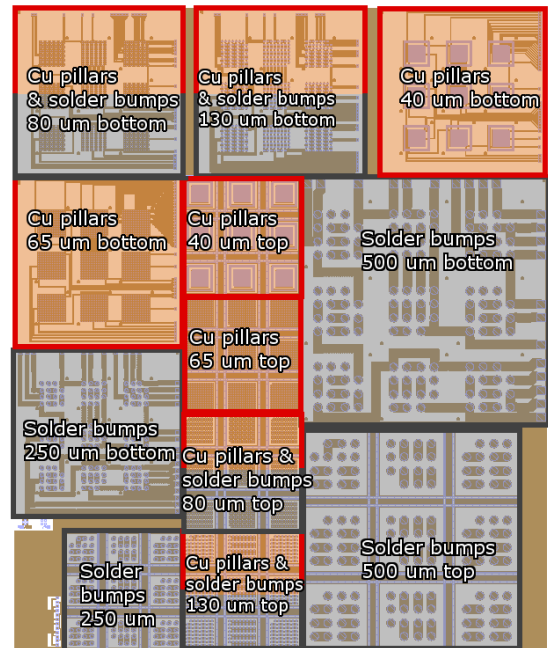 Cu pillars
& solder bumps
80 um bottom
Cu pillars
& solder bumps
130 um bottom
Cu pillars
40 um bottom
Cu pillars
65 um bottom
Cu pillars
40 um top
Solder bumps
500 um bottom
Cu pillars
65 um top
Solder bumps
250 um bottom
Cu pillars &
solder bumps
80 um top
Solder
bumps
250 um
Cu pillars &
solder bumps
130 um top
Solder bumps
500 um top